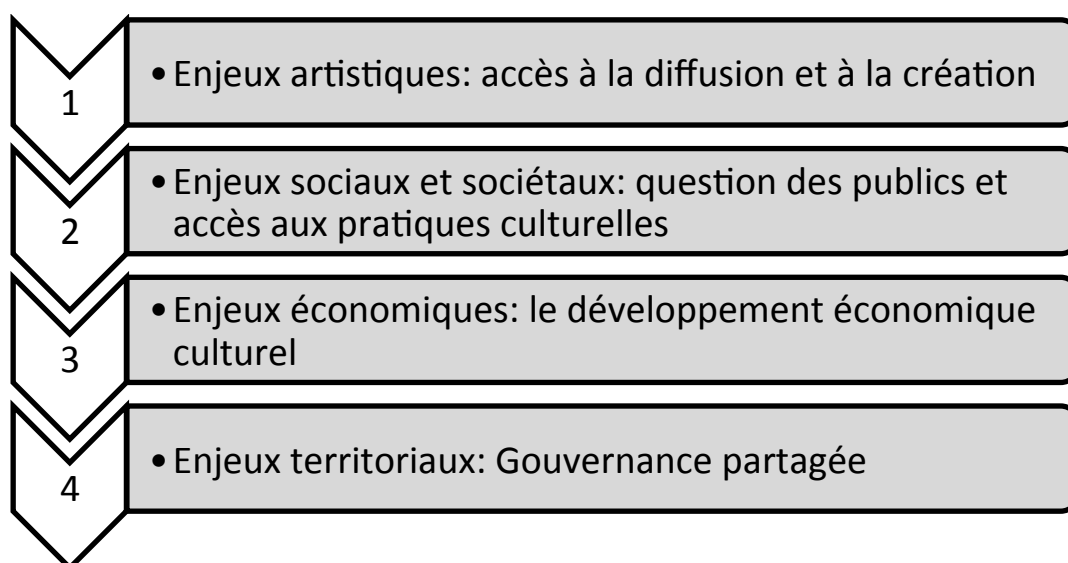 1
• Enjeux artistiques: accès à la diffusion et à la création
2
• Enjeux sociaux et sociétaux: question des publics et
accès aux pratiques culturelles
3
• Enjeux économiques: le développement économique
culturel
4
• Enjeux territoriaux: Gouvernance partagée